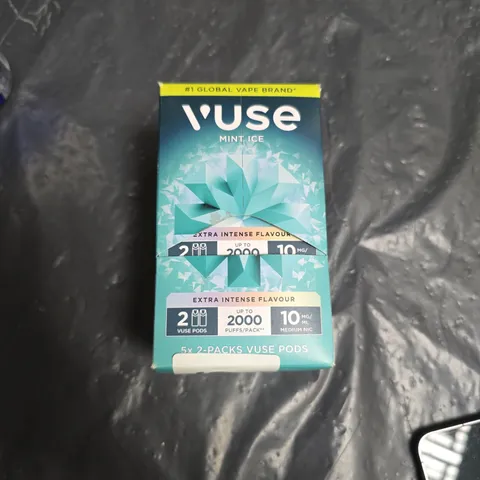 #1 GLOBAL VAPE BRAND*
VUSE
MINT ICE
EXTRA INTENSE FLAVOUR
2 UP TO 2000 10 MG/
EXTRA INTENSE FLAVOUR
2 UP TO 2000 10 MG/ML
VUSE PODS PUFFS/PACK** MEDIUM NIC
5x 2-PACKS VUSE PODS